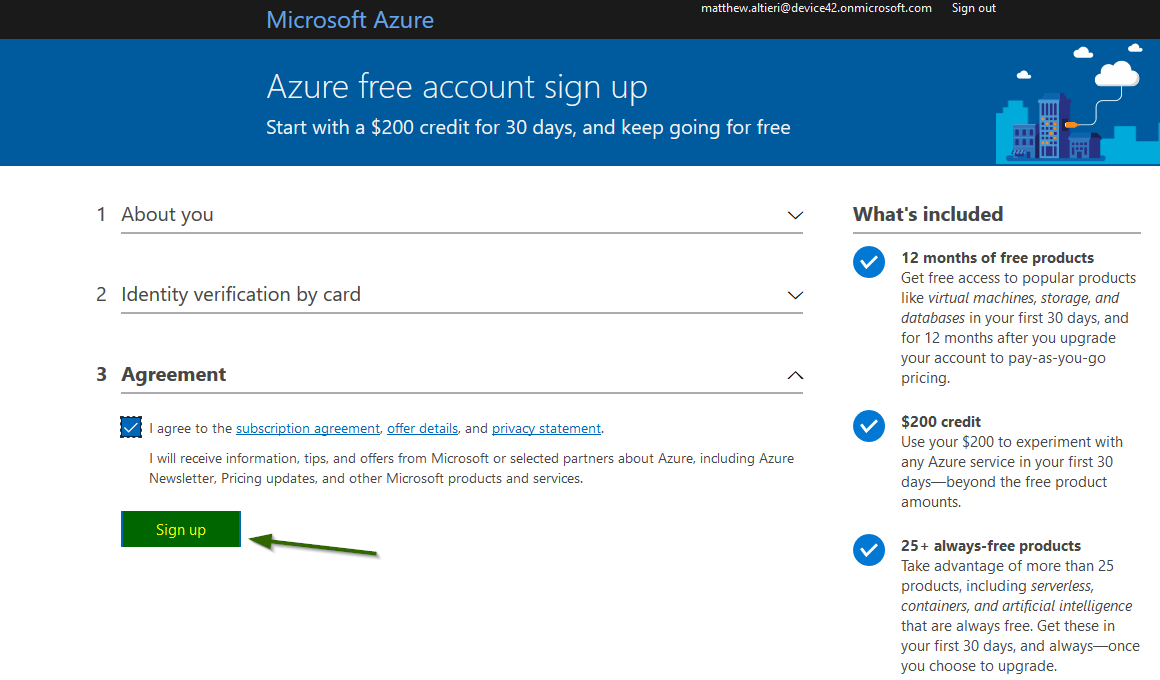 Microsoft Azure
matthew.altieri@device42.onmicrosoft.com Sign out
Azure free account sign up
Start with a $200 credit for 30 days, and keep going for free
1 About you
2 Identity verification by card
3 Agreement
I agree to the subscription agreement, offer details, and privacy statement.
I will receive information, tips, and offers from Microsoft or selected partners about Azure, including Azure
Newsletter, Pricing updates, and other Microsoft products and services.
Sign up
What's included
12 months of free products
Get free access to popular products
like virtual machines, storage, and
databases in your first 30 days, and
for 12 months after you upgrade
your account to pay-as-you-go
pricing.
$200 credit
Use your $200 to experiment with
any Azure service in your first 30
days—beyond the free product
amounts.
25+ always-free products
Take advantage of more than 25
products, including serverless,
containers, and artificial intelligence
that are always free. Get these in
your first 30 days, and always—once
you choose to upgrade.